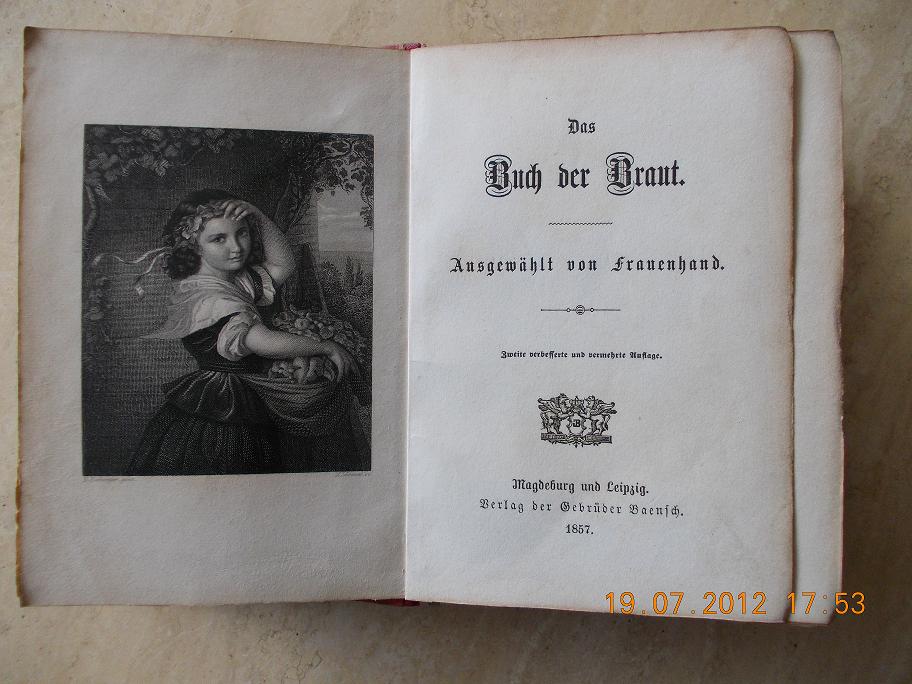 Das
Buch der Braut.
Ausgewählt von Frauenhand.
Zweite verbesserte und vermehrte Auflage.
B
Magdeburg und Leipzig.
Verlag der Gebrüder Baensch.
1857.
19.07.2012 17:53